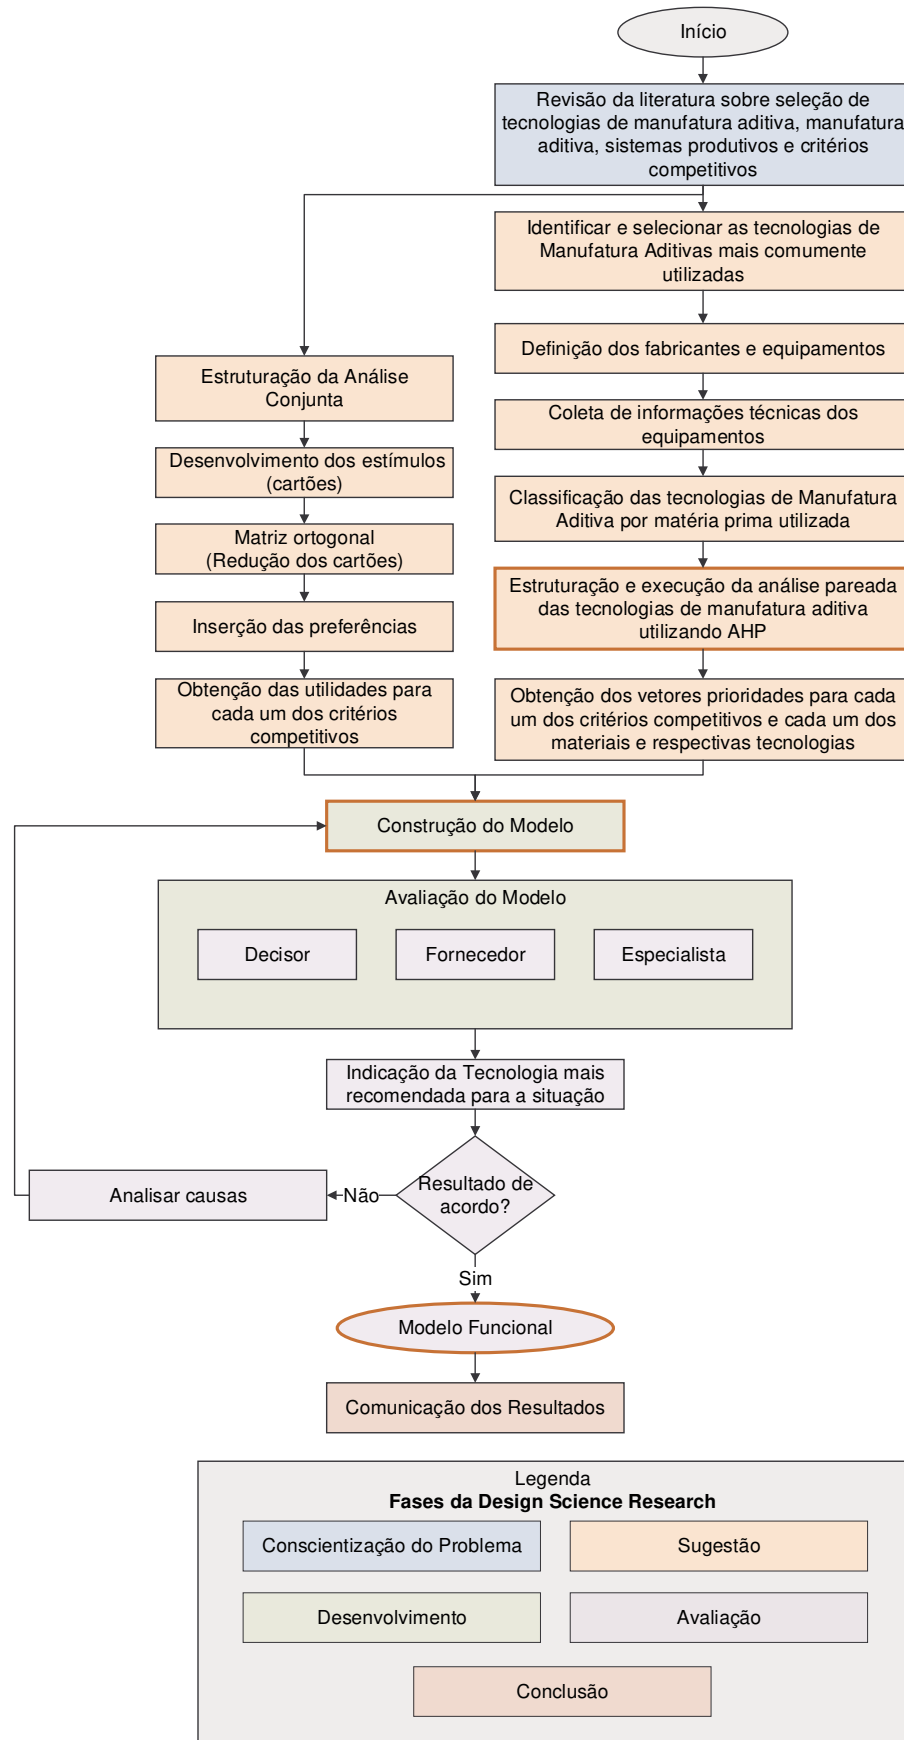 Início
Revisão da literatura sobre seleção de
tecnologias de manufatura aditiva, manufatura
aditiva, sistemas produtivos e critérios
competitivos
Identificar e selecionar as tecnologias de
Manufatura Aditivas mais comumente
utilizadas
Definição dos fabricantes e equipamentos
Coleta de informações técnicas dos
equipamentos
Classificação das tecnologias de Manufatura
Aditiva por matéria prima utilizada
Estruturação e execução da análise pareada
das tecnologias de manufatura aditiva
utilizando AHP
Obtenção dos vetores prioridades para cada
um dos critérios competitivos e cada um dos
materiais e respectivas tecnologias
Estruturação da Análise
Conjunta
Desenvolvimento dos estímulos
(cartões)
Matriz ortogonal
(Redução dos cartões)
Inserção das preferências
Obtenção das utilidades para
cada um dos critérios
competitivos
Construção do Modelo
Avaliação do Modelo
Decisor
Fornecedor
Especialista
Indicação da Tecnologia mais
recomendada para a situação
Resultado de
acordo?
Não
Analisar causas
Sim
Modelo Funcional
Comunicação dos Resultados
Legenda
Fases da Design Science Research
Conscientização do Problema
Sugestão
Desenvolvimento
Avaliação
Conclusão